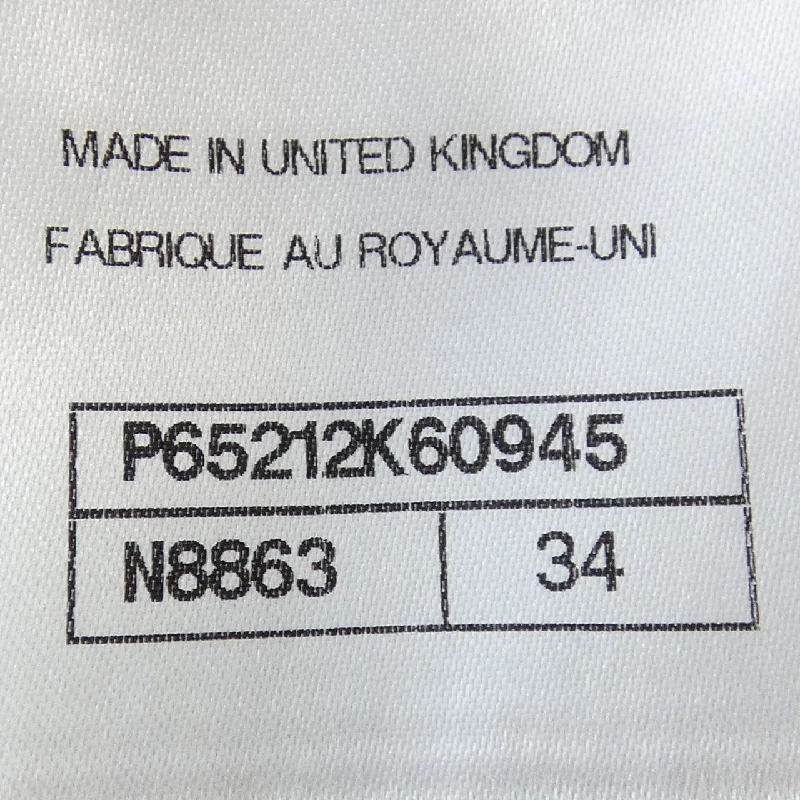 MADE IN UNITED KINGDOM
FABRIQUE AU ROYAUME-UNI
P65212K60945
N8863 34